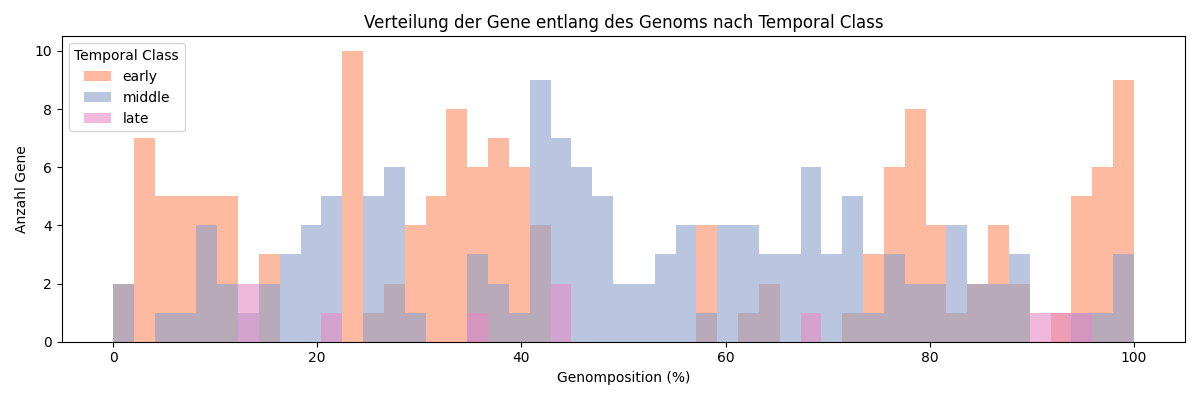 Verteilung der Gene entlang des Genoms nach Temporal Class
Temporal Class
early
middle
late
Anzahl Gene
10
8
6
4
2
0
0 20 40 60 80 100
Genomposition (%)